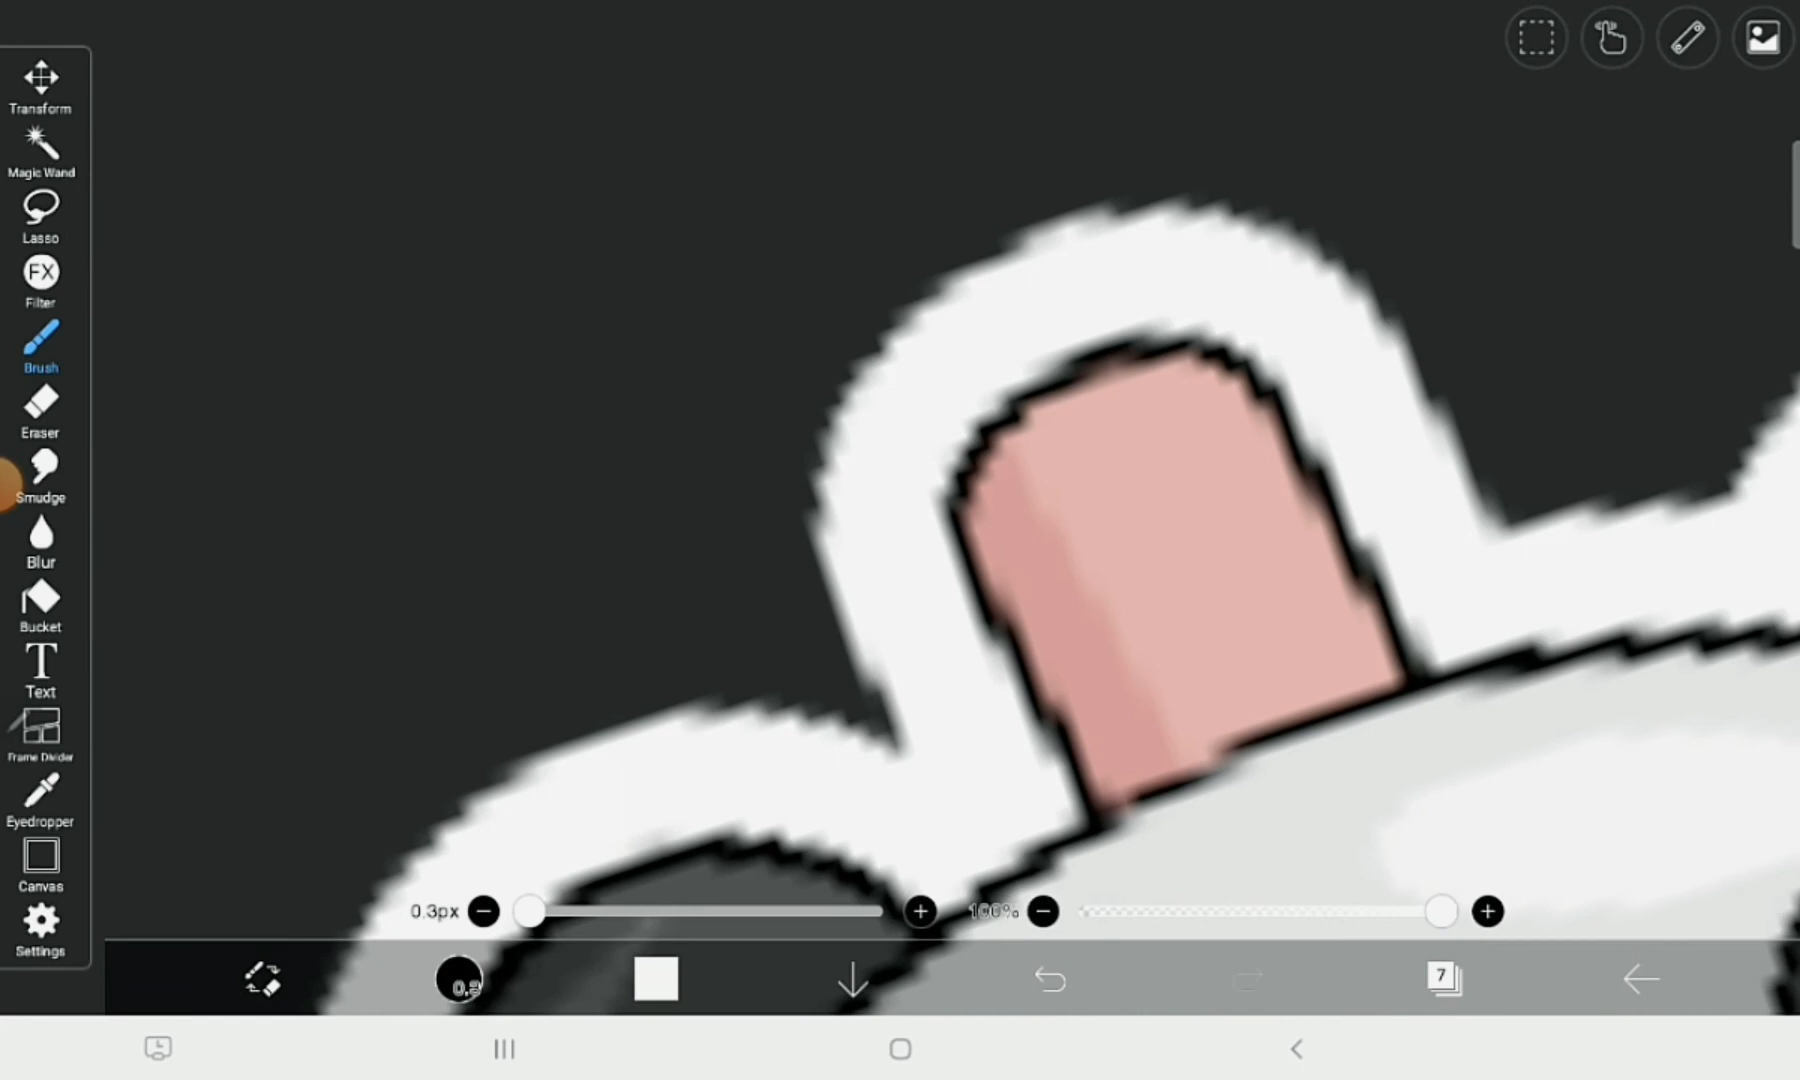 Transform
Magic Wand
Lasso
FX
Filter
Brush
Eraser
Smudge
Blur
Bucket
T
Text
Frame Divider
Eyedropper
Canvas
Settings
0.3px
100%
7